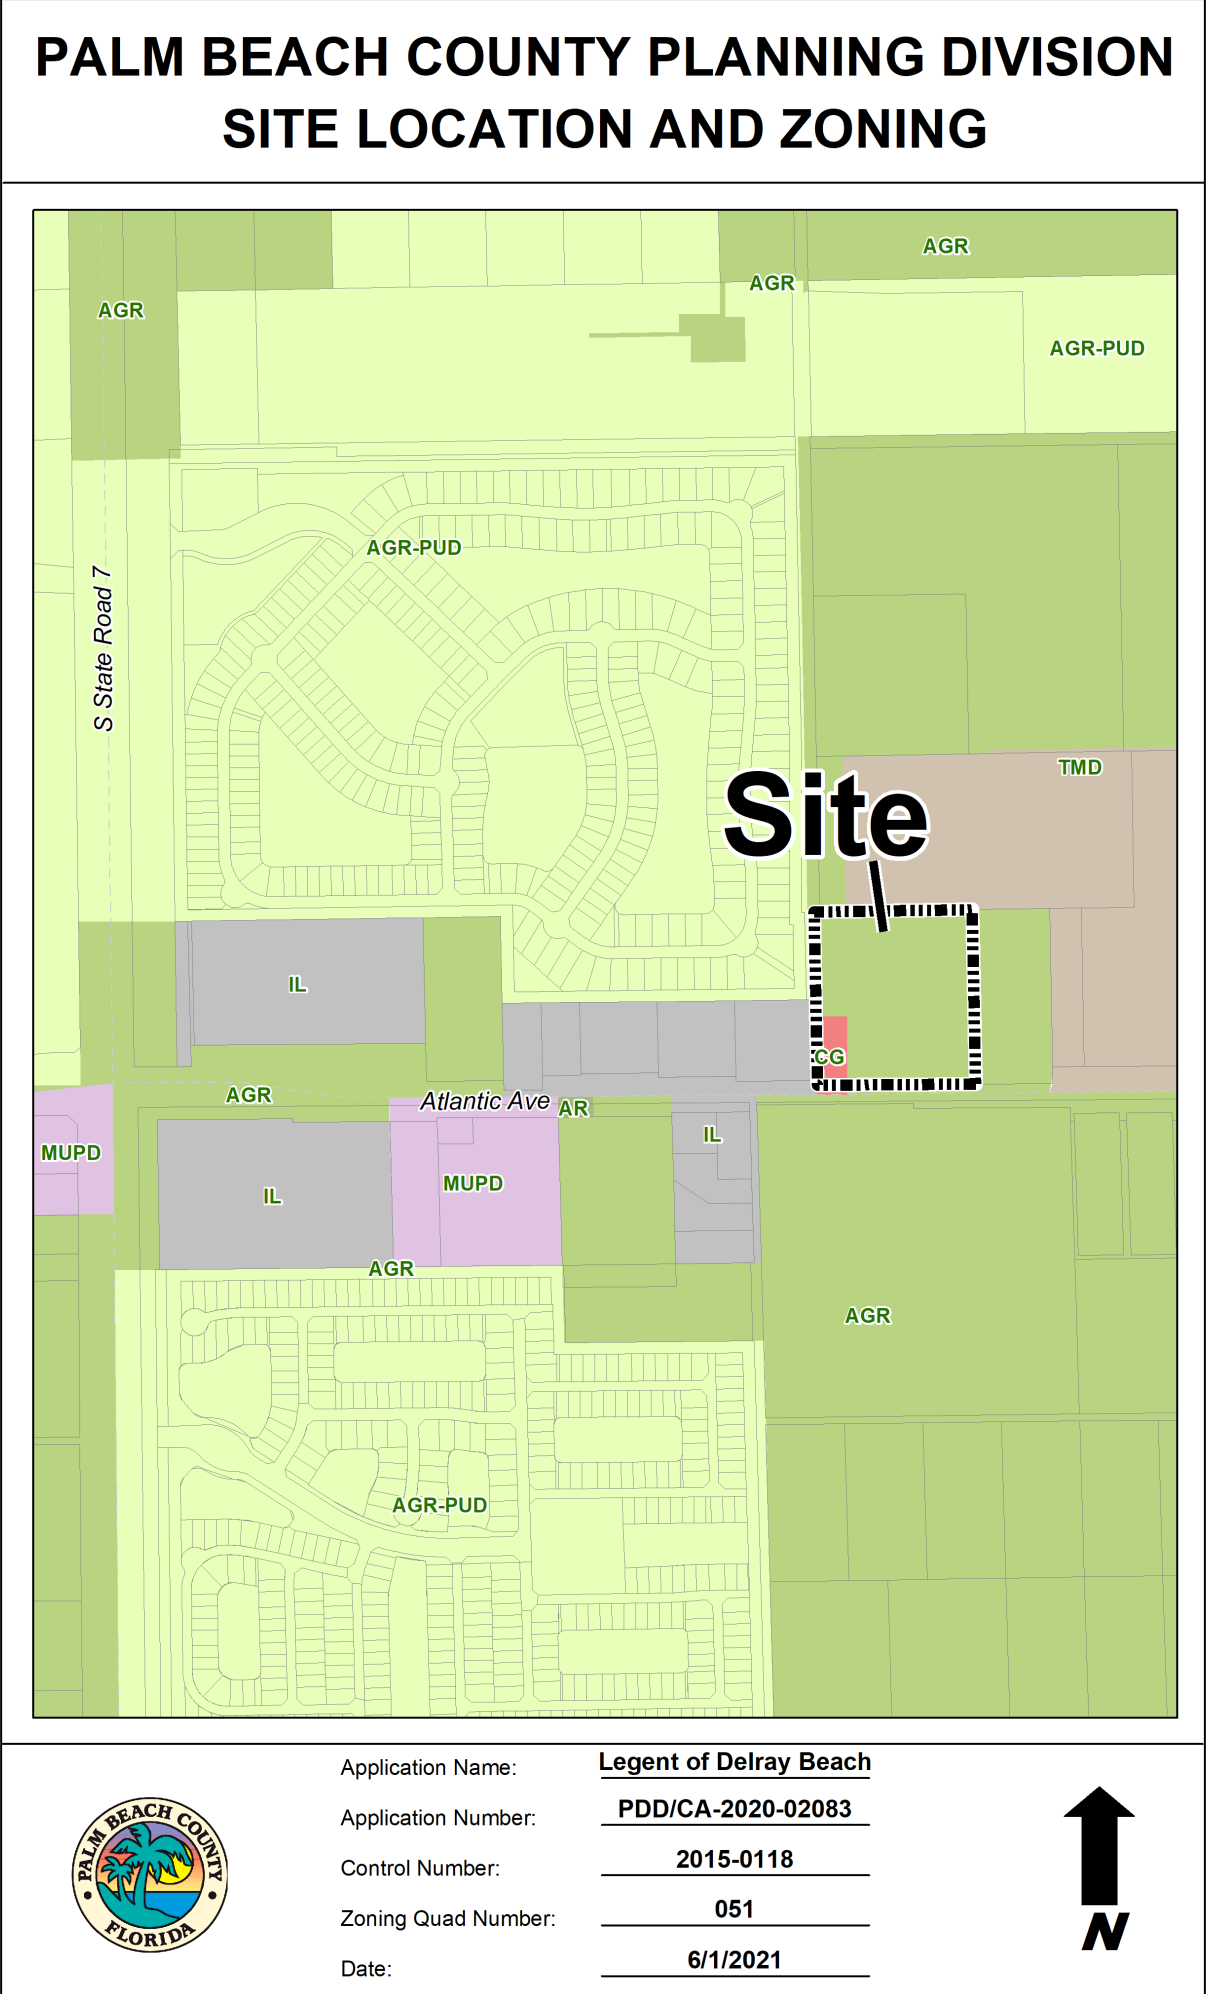 PALM BEACH COUNTY PLANNING DIVISION
SITE LOCATION AND ZONING
AGR
AGR
AGR
AGR-PUD
AGR-PUD
S State Road 7
TMD
Site
IL
CG
AGR
Atlantic Ave
AR
MUPD
IL
MUPD
IL
AGR
AGR
AGR-PUD
Application Name: Legent of Delray Beach
Application Number: PDD/CA-2020-02083
Control Number: 2015-0118
Zoning Quad Number: 051
Date: 6/1/2021
PALM BEACH COUNTY
FLORIDA
N